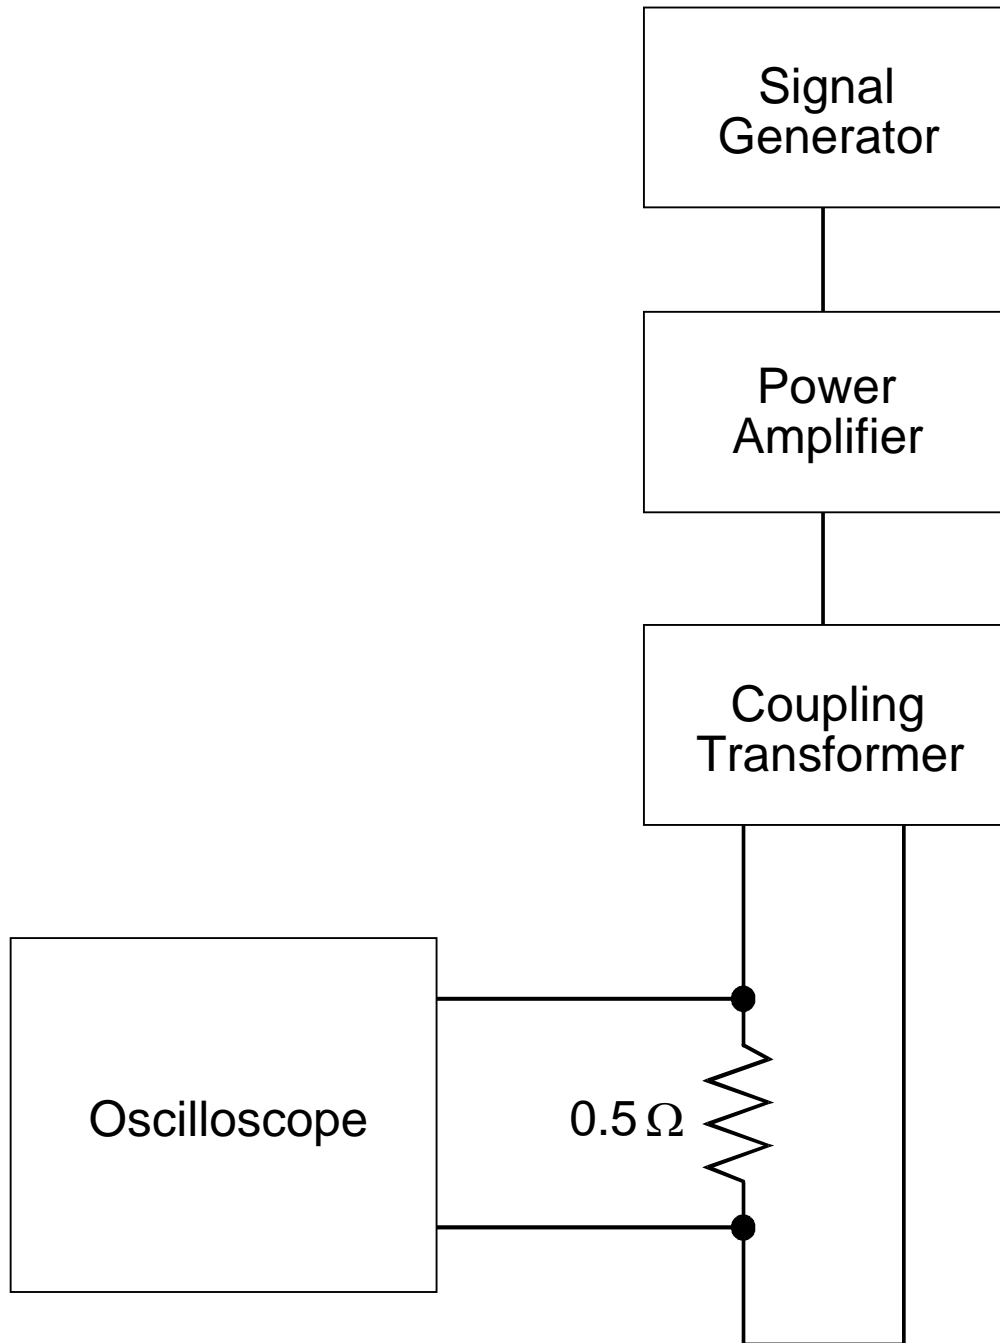 Signal
Generator
Power
Amplifier
Coupling
Transformer
Oscilloscope
0.5 Ω